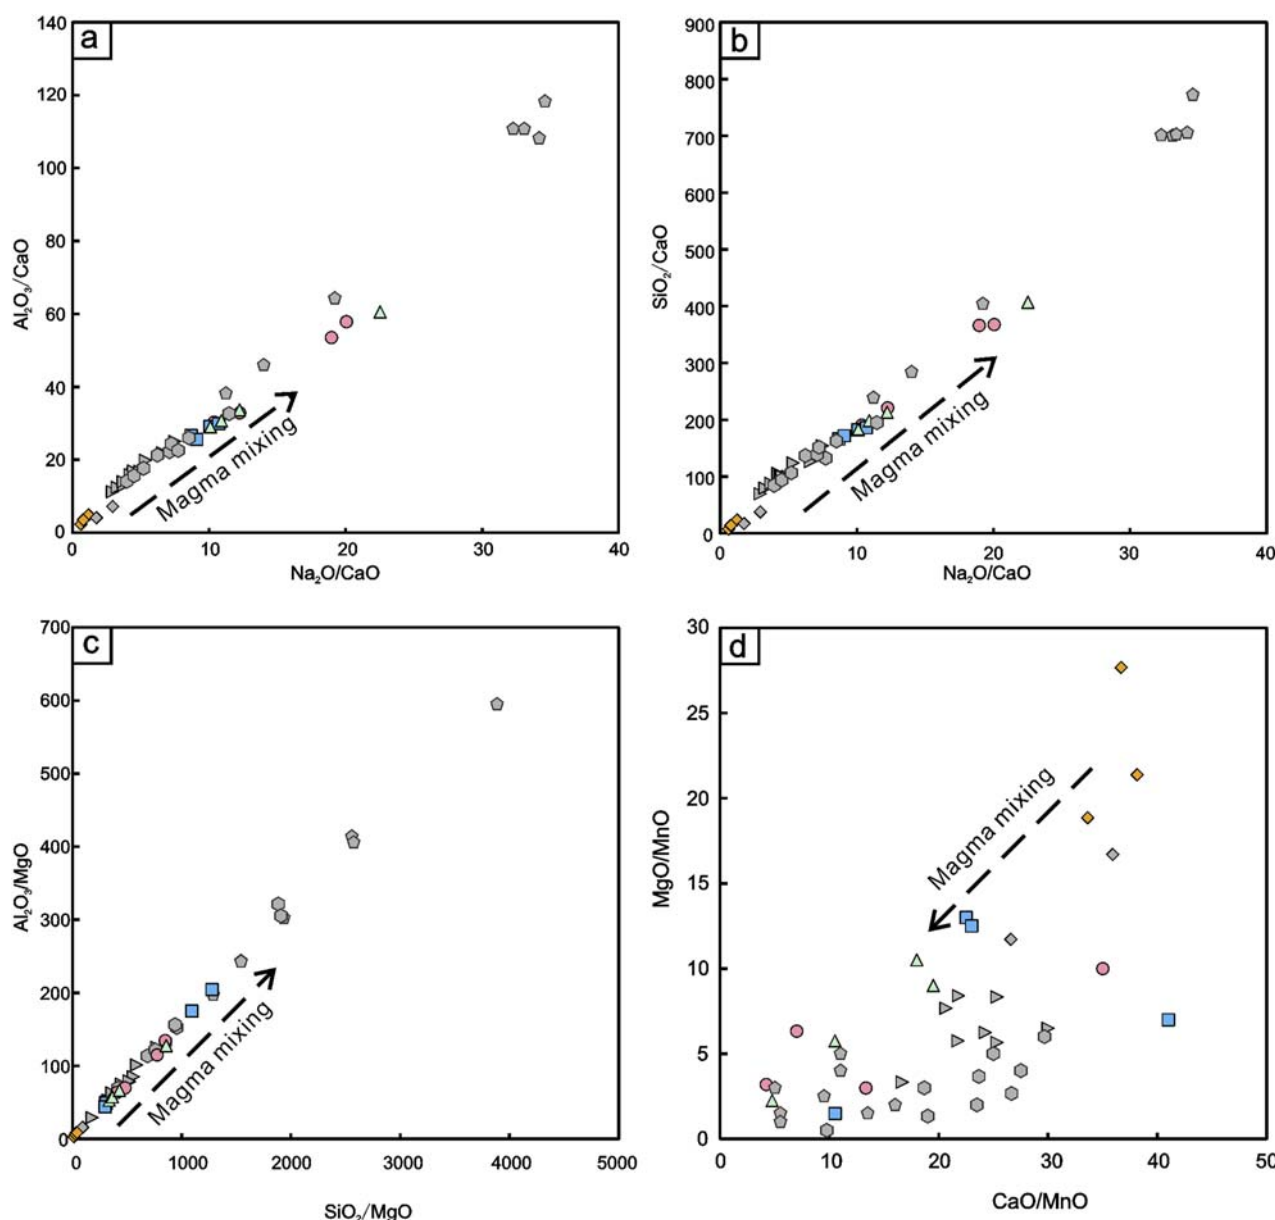 a
140
120
100
80
60
40
20
0
Al₂O₃/CaO
Magma mixing
0 10 20 30 40
Na₂O/CaO
b
900
800
700
600
500
400
300
200
100
0
SiO₂/CaO
Magma mixing
0 10 20 30 40
Na₂O/CaO
c
700
600
500
400
300
200
100
0
Al₂O₃/MgO
Magma mixing
0 1000 2000 3000 4000 5000
SiO₂/MgO
d
30
25
20
15
10
5
0
MgO/MnO
Magma mixing
0 10 20 30 40 50
CaO/MnO